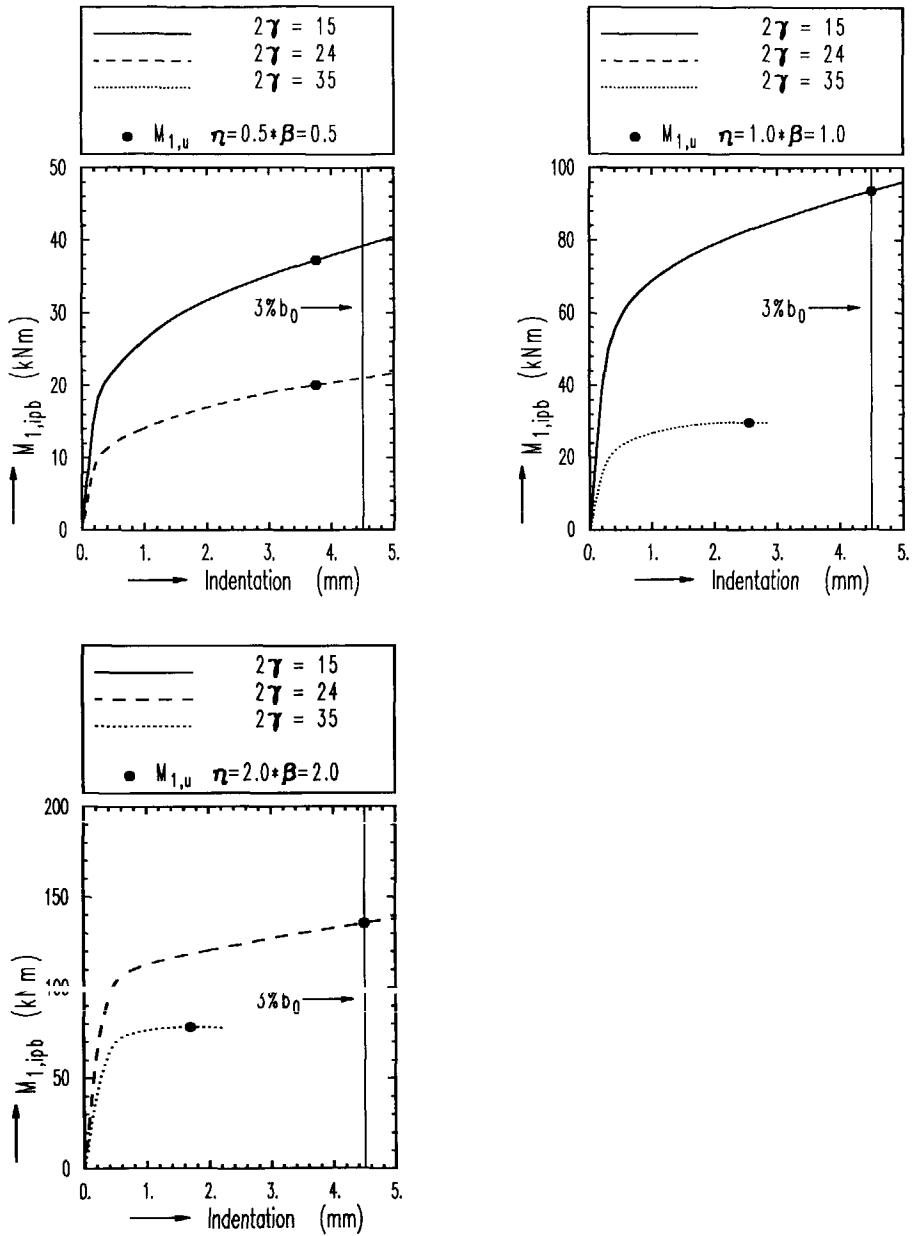 2γ = 15
2γ = 24
2γ = 35
● M1,u η=0.5*β=0.5
50
40
30
20
10
0
3%b0
M1,ipb (kNm)
0. 1. 2. 3. 4. 5.
Indentation (mm)
2γ = 15
2γ = 24
2γ = 35
● M1,u η=1.0*β=1.0
100
80
60
40
20
0
3%b0
M1,ipb (kNm)
0. 1. 2. 3. 4. 5.
Indentation (mm)
2γ = 15
2γ = 24
2γ = 35
● M1,u η=2.0*β=2.0
200
150
100
50
0
3%b0
M1,ipb (kNm)
0. 1. 2. 3. 4. 5.
Indentation (mm)